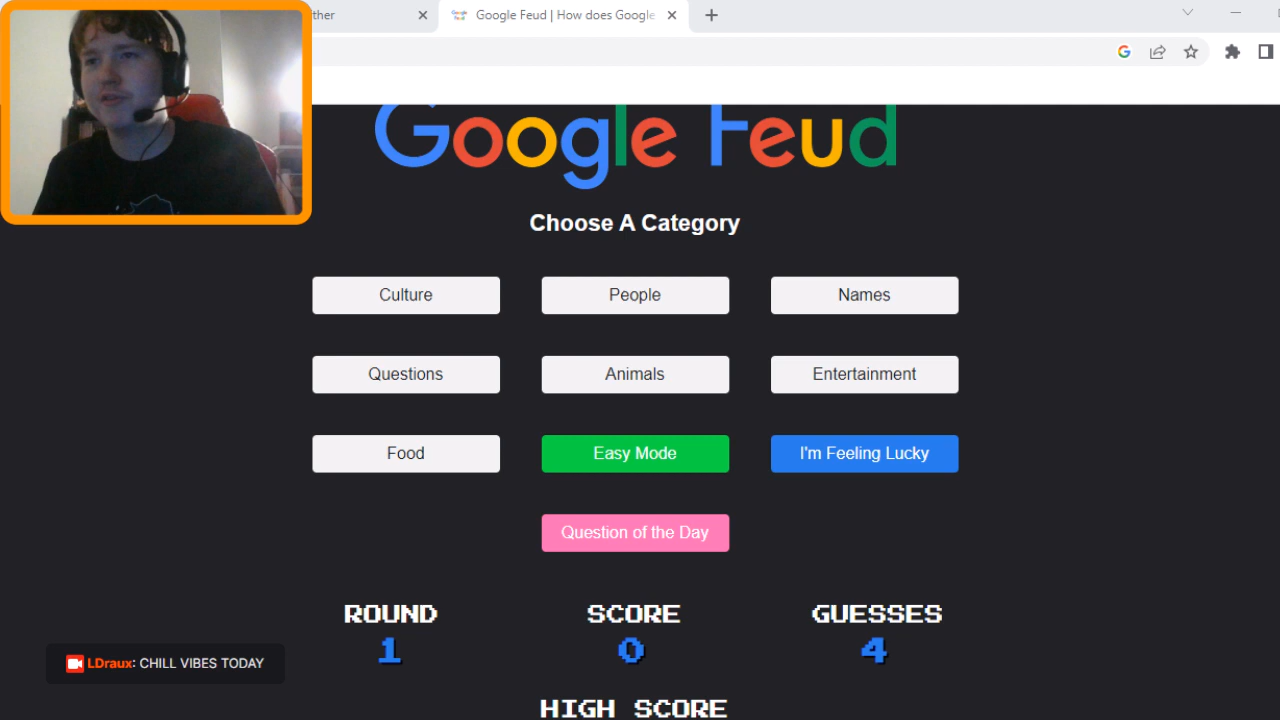 ther
Google Feud | How does Google
Google Feud
Choose A Category
Culture
People
Names
Questions
Animals
Entertainment
Food
Easy Mode
I'm Feeling Lucky
Question of the Day
ROUND
SCORE
GUESSES
1
0
4
LDraux: CHILL VIBES TODAY
HIGH SCORE